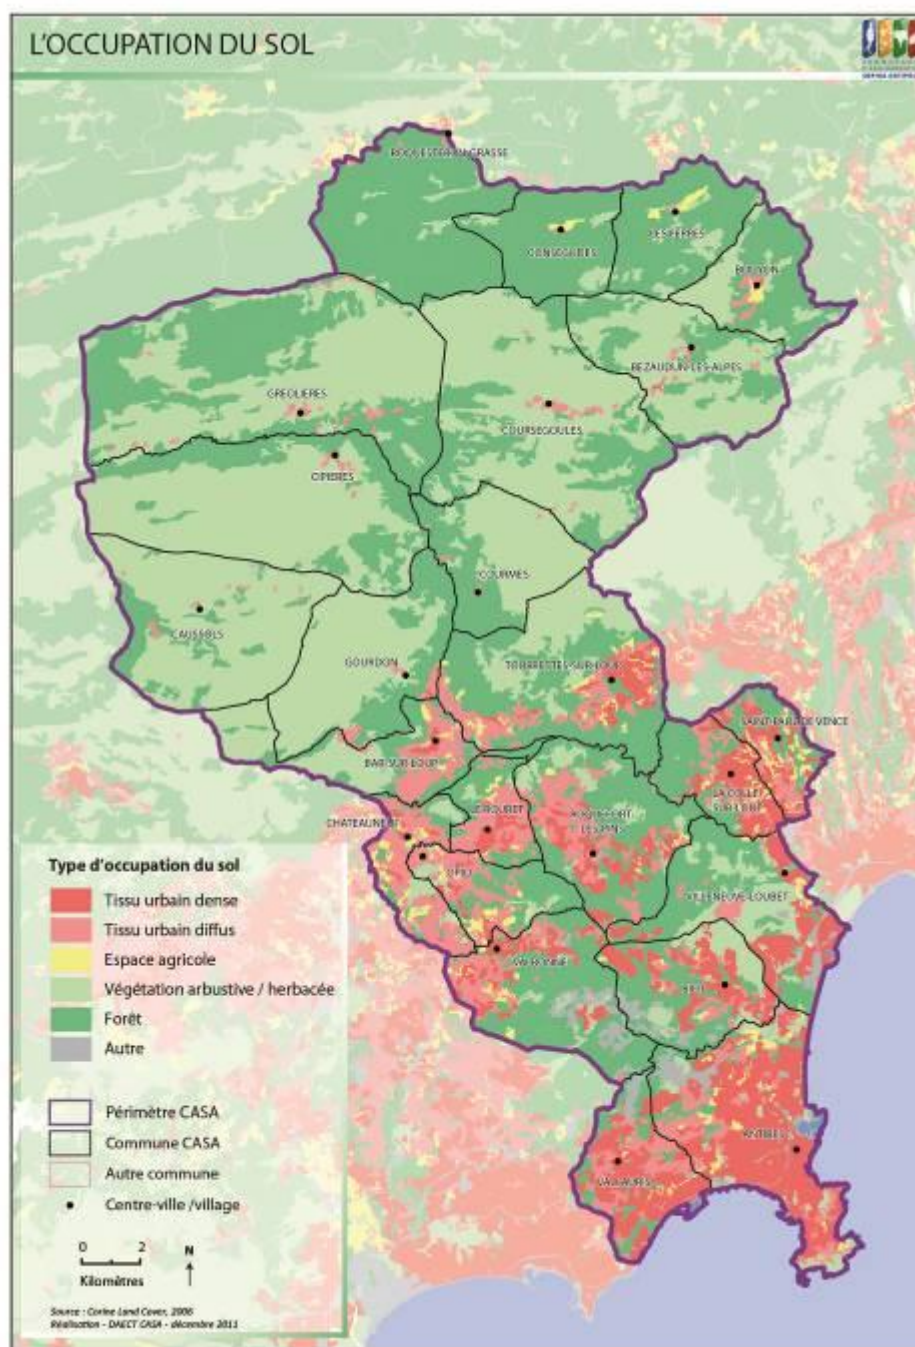 L'OCCUPATION DU SOL
ROQUESTERON-GRASSE
CONSEGUDES
LES FERRES
BOUYON
BEZAUDUN-LES-ALPES
GREOLIERES
COURSEGOULES
CIPIERES
COURMES
CAUSSOLS
GOURDON
TOURRETTES-SUR-LOUP
SAINT-PAUL DE VENCE
BAR-SUR-LOUP
LA COLLE
SUR-LOUP
CHATEAUNEUF
LE ROURET
ROQUEFORT
LES PINS
OPIO
VILLENEUVE-LOUBET
VALBONNE
BIOT
ANTIBES
VALLAURIS
Type d'occupation du sol
Tissu urbain dense
Tissu urbain diffus
Espace agricole
Végétation arbustive / herbacée
Forêt
Autre
Périmètre CASA
Commune CASA
Autre commune
Centre-ville /village
0 2
N
Kilomètres
Source : Corine Land Cover, 2006
Réalisation - DAECT CASA - décembre 2011